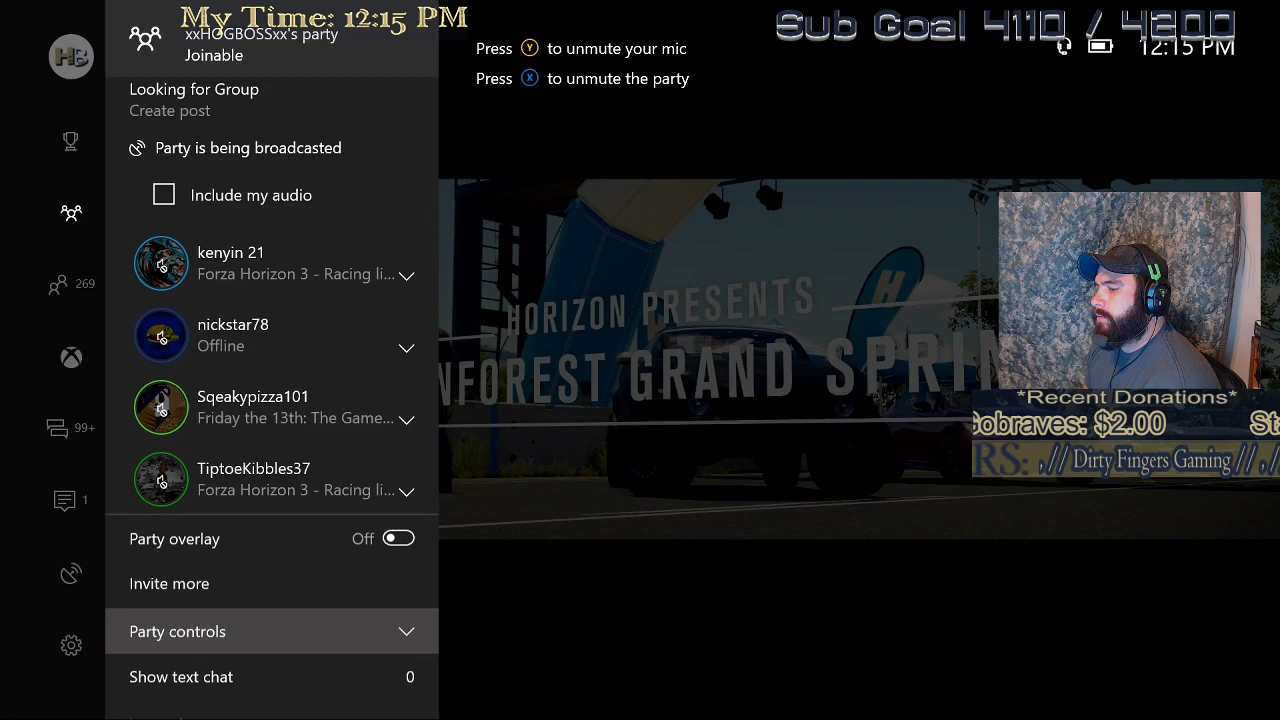 My Time: 12:15 PM
xxHOGBOSSxx's party
Joinable
Looking for Group
Create post
Party is being broadcasted
Include my audio
kenyin 21
Forza Horizon 3 - Racing li...
nickstar78
Offline
Sqeakypizza101
Friday the 13th: The Game...
TiptoeKibbles37
Forza Horizon 3 - Racing li...
Party overlay Off
Invite more
Party controls
Show text chat 0
HB
269
99+
1
Press Y to unmute your mic
Press X to unmute the party
Sub Goal 4110 / 4200
12:15 PM
HORIZON PRESENTS
NFOREST GRAND SPRIN
H
*Recent Donations*
Gobraves: $2.00 St
RS: .// Dirty Fingers Gaming // ./